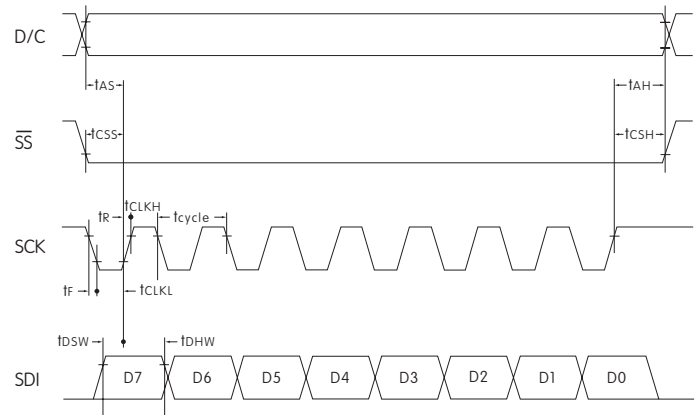 D/C
tAS
tAH
SS
tCSS
tCSH
tCLKH
tR
tcycle
SCK
tF
tCLKL
tDSW
tDHW
SDI
D7
D6
D5
D4
D3
D2
D1
D0